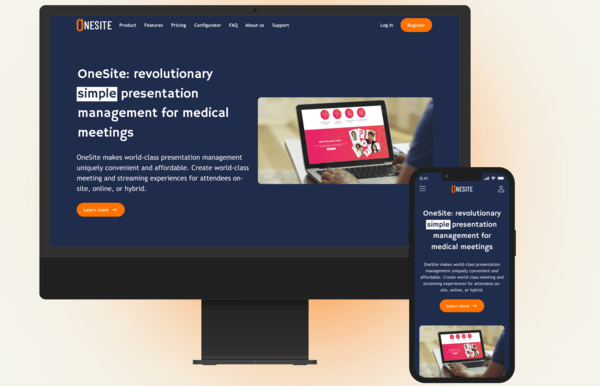 ONESITE Product Features Pricing Configurator FAQ About us Support Log In Register
OneSite: revolutionary
simple presentation
management for medical
meetings
OneSite makes world-class presentation management
uniquely convenient and affordable. Create world-class
meeting and streaming experiences for attendees on-
site, online, or hybrid.
Learn more →
9:41
ONESITE
OneSite: revolutionary
simple presentation
management for
medical meetings
OneSite makes world-class presentation
management uniquely convenient and
affordable. Create world-class meeting and
streaming experiences for attendees on-
site, online, or hybrid.
Learn more →